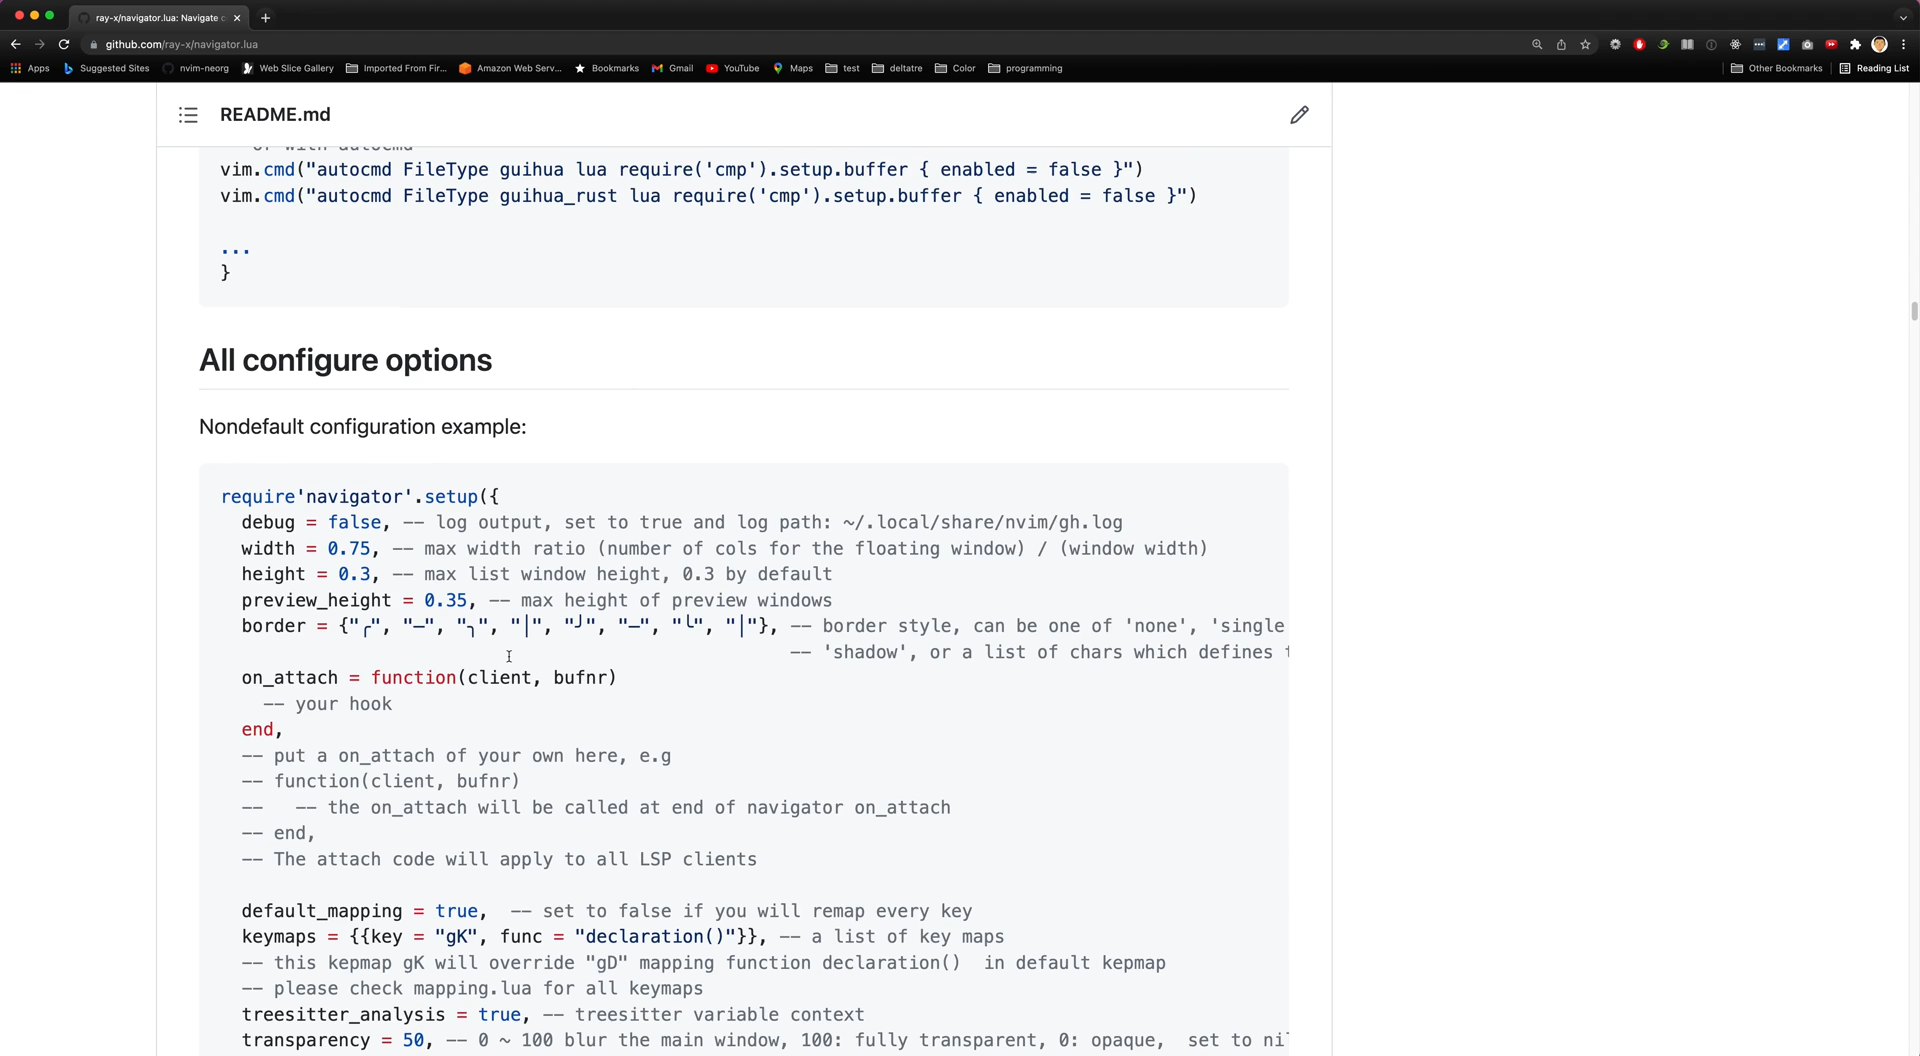 ray-x/navigator.lua: Navigate c
github.com/ray-x/navigator.lua
Apps Suggested Sites nvim-neorg Web Slice Gallery Imported From Fir... Amazon Web Serv... Bookmarks Gmail YouTube Maps test deltatre Color programming Other Bookmarks Reading List
README.md
or with autocmd
vim.cmd("autocmd FileType guihua lua require('cmp').setup.buffer { enabled = false }")
vim.cmd("autocmd FileType guihua_rust lua require('cmp').setup.buffer { enabled = false }")
...
}
All configure options
Nondefault configuration example:
require'navigator'.setup({
debug = false, -- log output, set to true and log path: ~/.local/share/nvim/gh.log
width = 0.75, -- max width ratio (number of cols for the floating window) / (window width)
height = 0.3, -- max list window height, 0.3 by default
preview_height = 0.35, -- max height of preview windows
border = {"╭", "─", "╮", "│", "╯", "─", "╰", "│"}, -- border style, can be one of 'none', 'single
-- 'shadow', or a list of chars which defines t
on_attach = function(client, bufnr)
-- your hook
end,
-- put a on_attach of your own here, e.g
-- function(client, bufnr)
--   -- the on_attach will be called at end of navigator on_attach
-- end,
-- The attach code will apply to all LSP clients
default_mapping = true,  -- set to false if you will remap every key
keymaps = {{key = "gK", func = "declaration()"}}, -- a list of key maps
-- this kepmap gK will override "gD" mapping function declaration()  in default kepmap
-- please check mapping.lua for all keymaps
treesitter_analysis = true, -- treesitter variable context
transparency = 50, -- 0 ~ 100 blur the main window, 100: fully transparent, 0: opaque,  set to ni